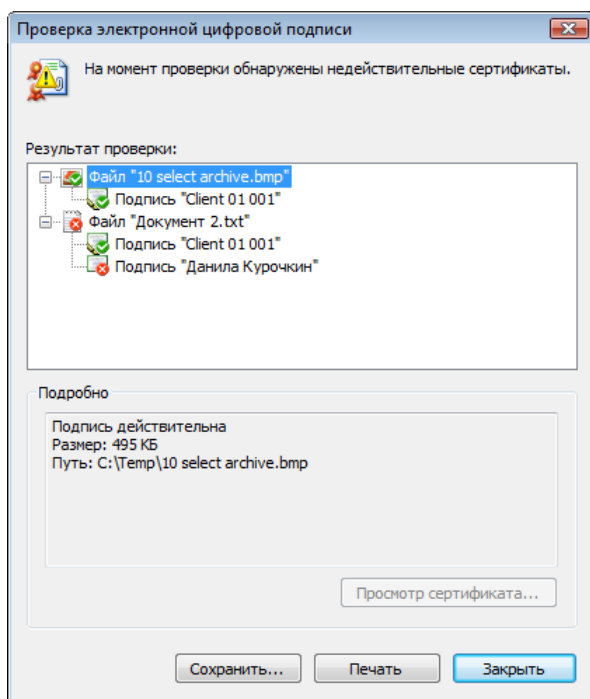 Проверка электронной цифровой подписи
На момент проверки обнаружены недействительные сертификаты.
Результат проверки:
Файл "10 select archive.bmp"
Подпись "Client 01 001"
Файл "Документ 2.txt"
Подпись "Client 01 001"
Подпись "Данила Курочкин"
Подробно
Подпись действительна
Размер: 495 КБ
Путь: C:\Temp\10 select archive.bmp
Просмотр сертификата...
Сохранить... Печать Закрыть